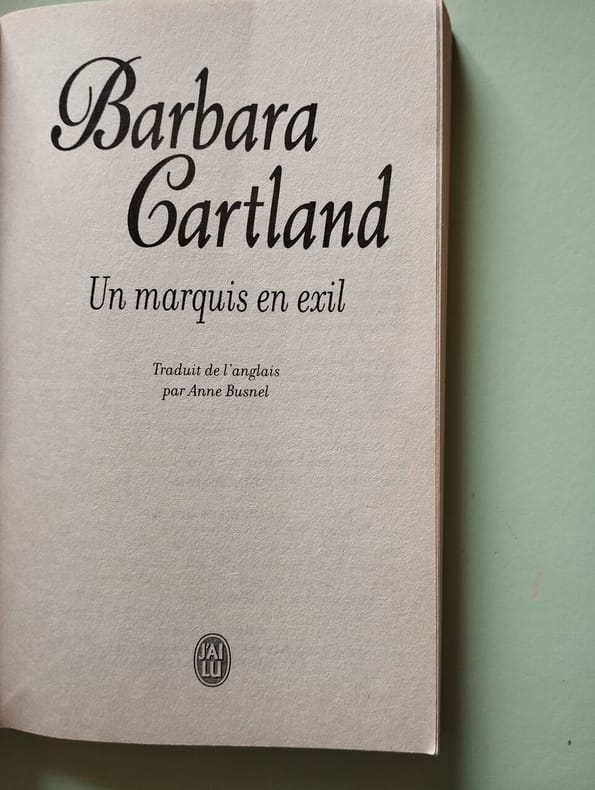 Barbara
Cartland
Un marquis en exil
Traduit de l'anglais
par Anne Busnel
J'AI
LU